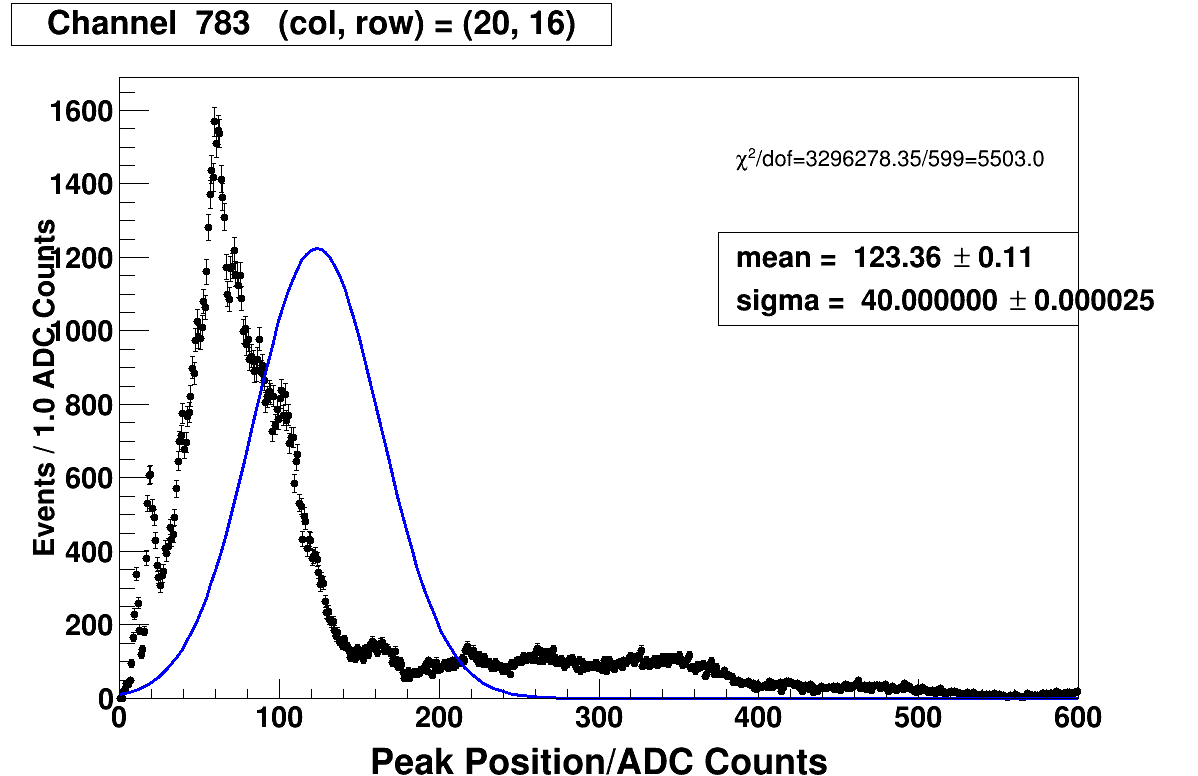 Channel 783 (col, row) = (20, 16)
χ²/dof=3296278.35/599=5503.0
mean = 123.36 ± 0.11
sigma = 40.000000 ± 0.000025
Events / 1.0 ADC Counts
1600
1400
1200
1000
800
600
400
200
0
0 100 200 300 400 500 600
Peak Position/ADC Counts